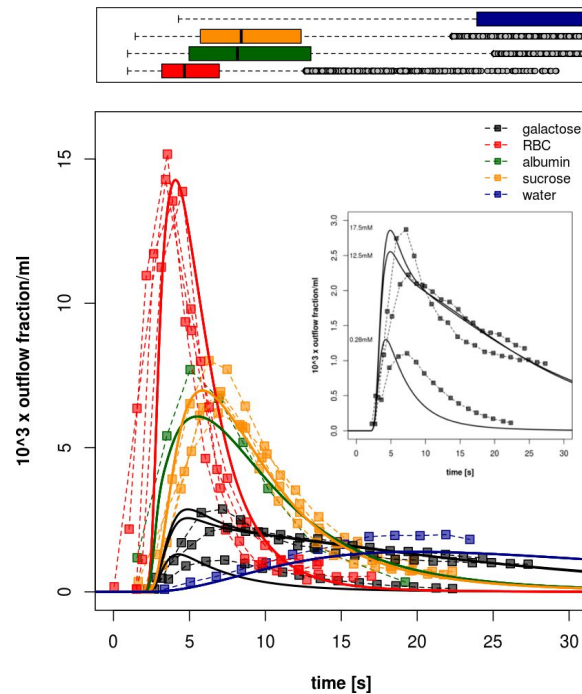 galactose
RBC
albumin
sucrose
water
10^3 x outflow fraction/ml
15
10
5
0
0 5 10 15 20 25 30
time [s]
10^3 x outflow fraction/ml
3.0
2.5
2.0
1.5
1.0
0.5
0.0
17.5mM
12.5mM
0.28mM
0 5 10 15 20 25 30
time [s]